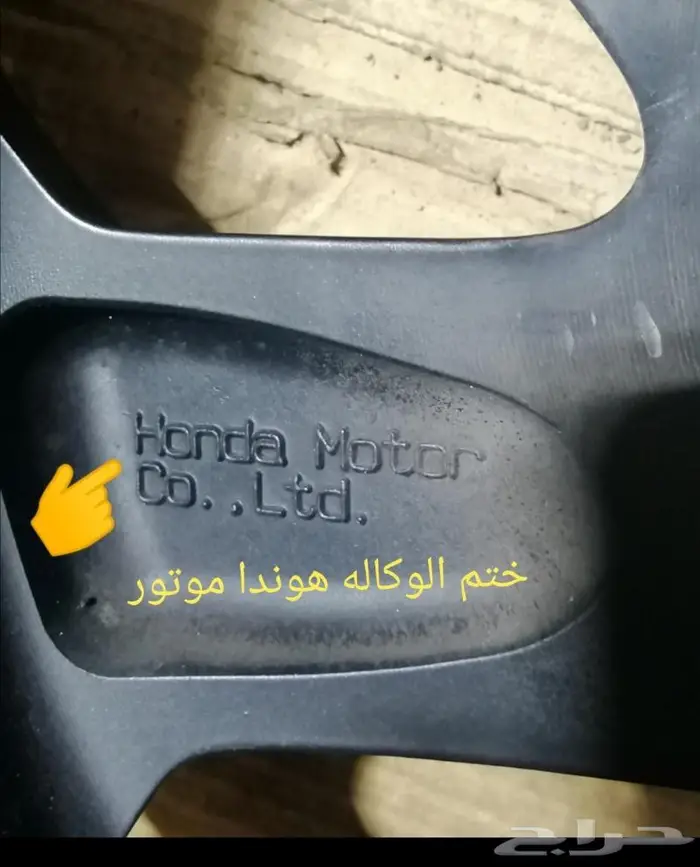 Honda Motor
Co.,Ltd.
ختم الوكاله هوندا موتور
حراج